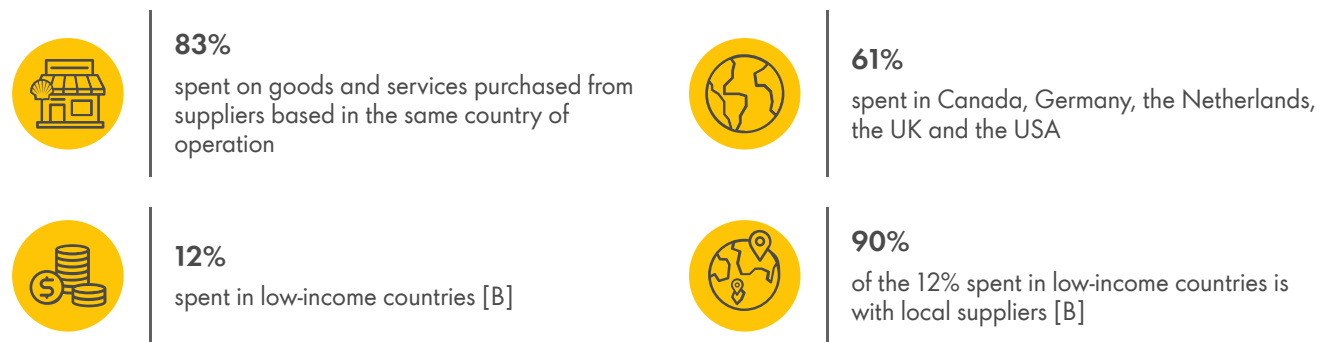 83%
spent on goods and services purchased from
suppliers based in the same country of
operation
61%
spent in Canada, Germany, the Netherlands,
the UK and the USA
12%
spent in low-income countries [B]
90%
of the 12% spent in low-income countries is
with local suppliers [B]
$